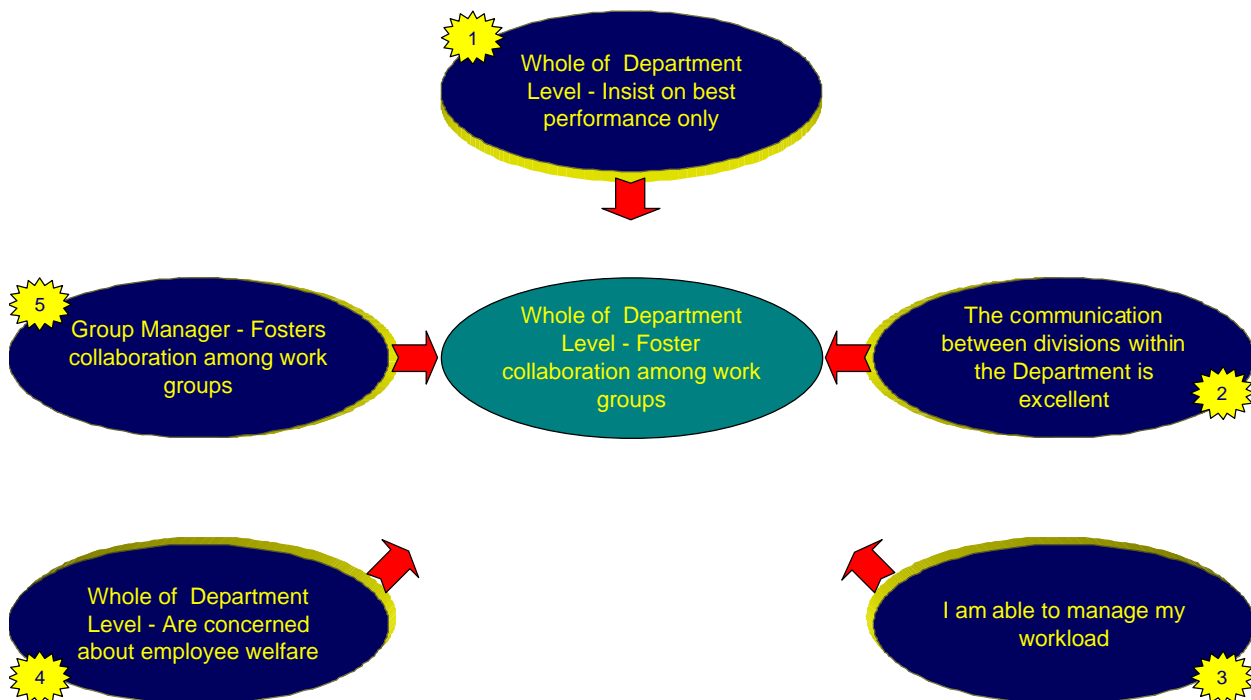 1
Whole of Department
Level - Insist on best
performance only
5
Group Manager - Fosters
collaboration among work
groups
Whole of Department
Level - Foster
collaboration among work
groups
The communication
between divisions within
the Department is
excellent
2
Whole of Department
Level - Are concerned
about employee welfare
4
I am able to manage my
workload
3